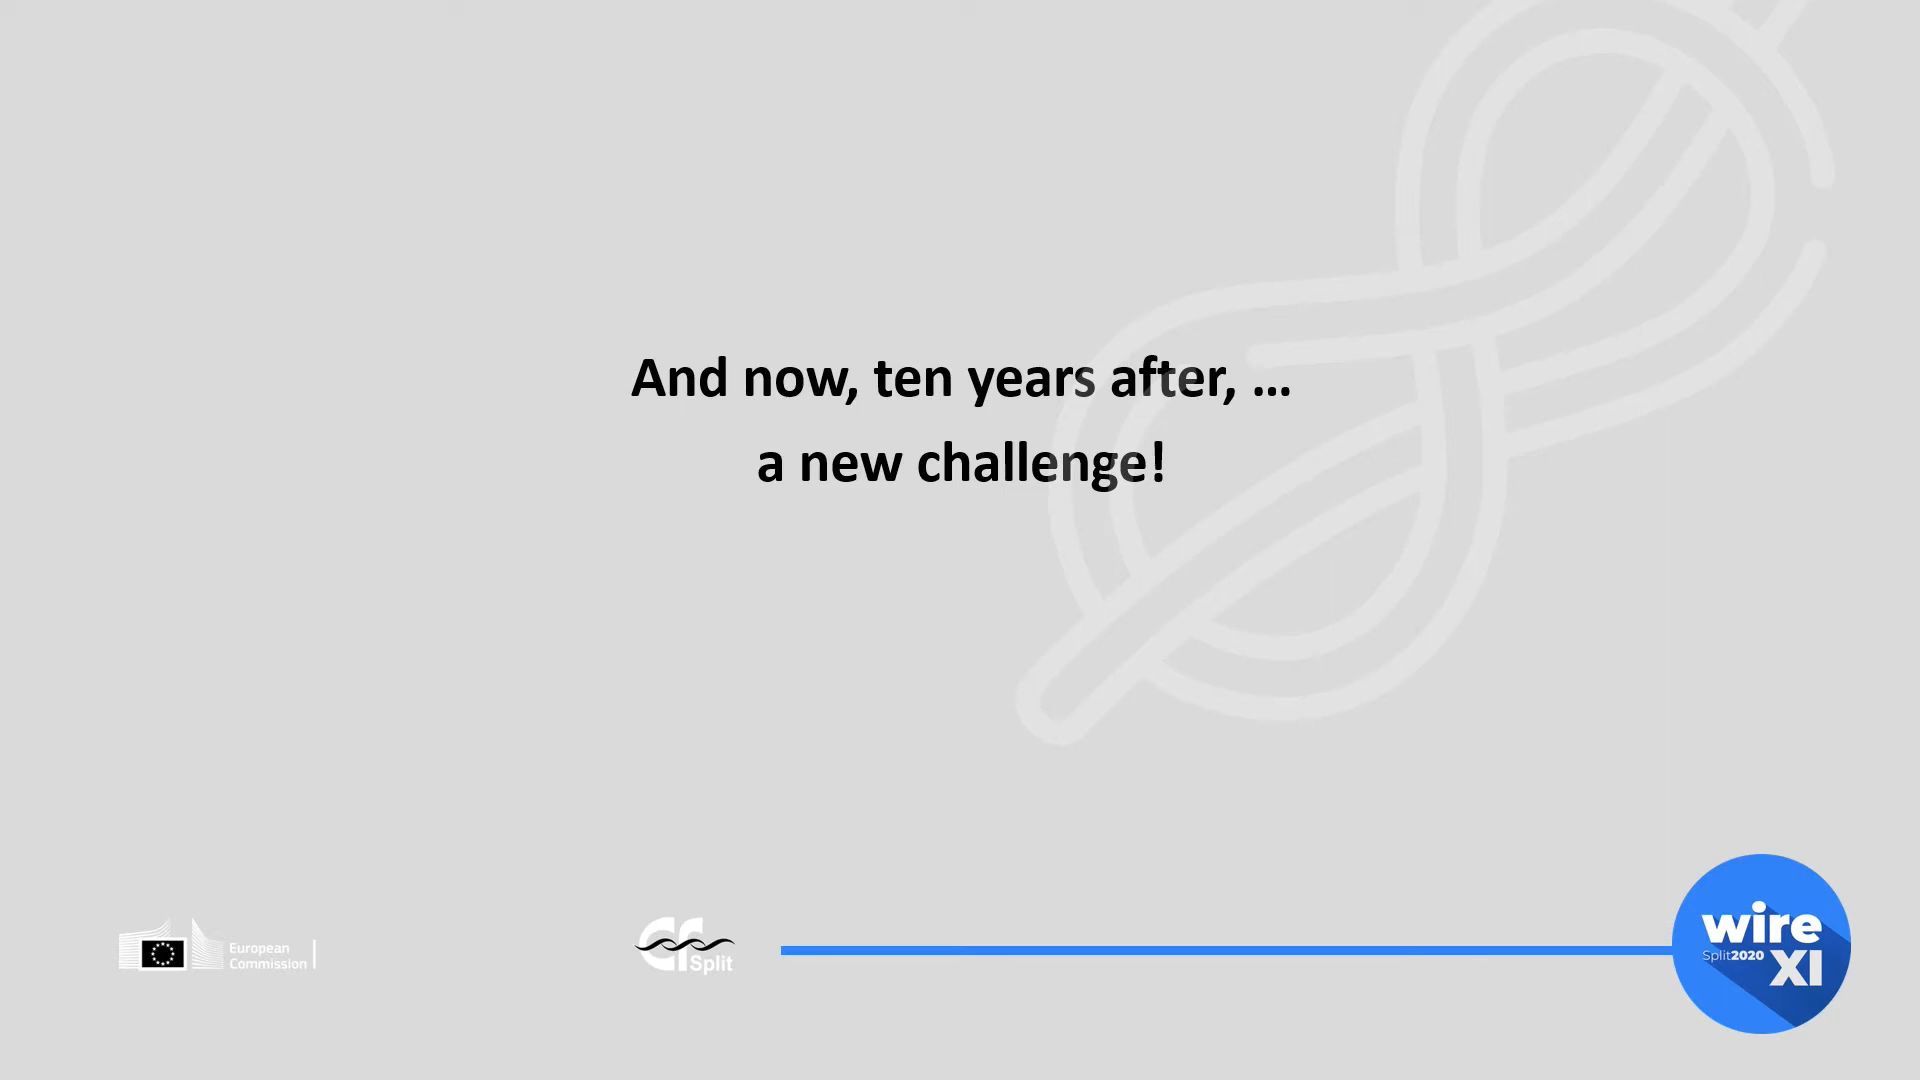 And now, ten years after, ...
a new challenge!
European
Commission
Split
wire
Split2020
XI